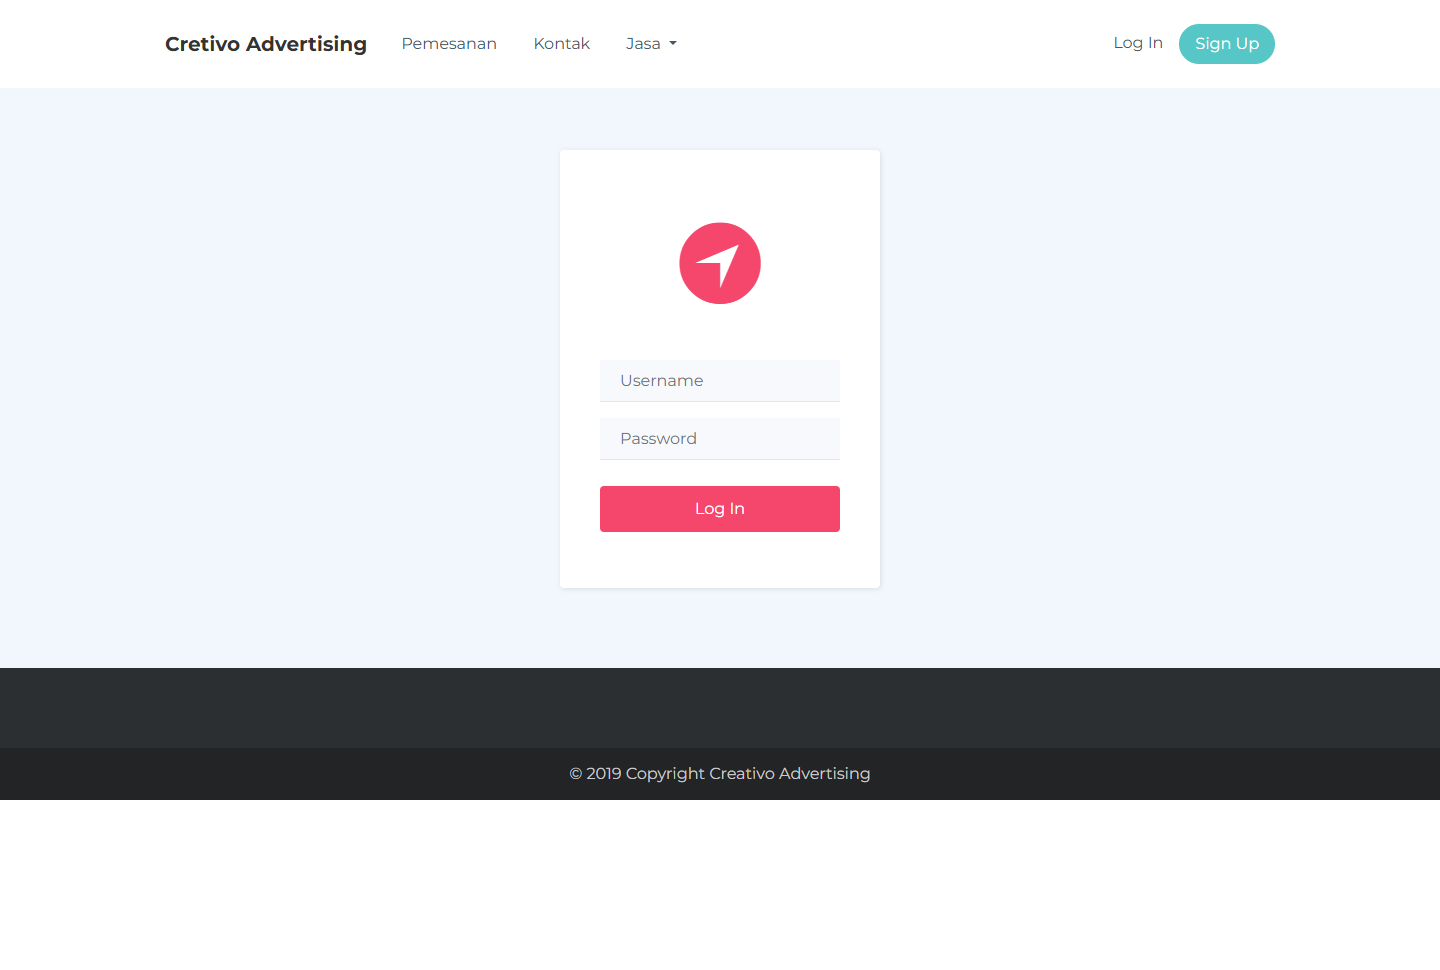 Cretivo Advertising
Pemesanan
Kontak
Jasa
Log In
Sign Up
Username
Password
Log In
© 2019 Copyright Creativo Advertising